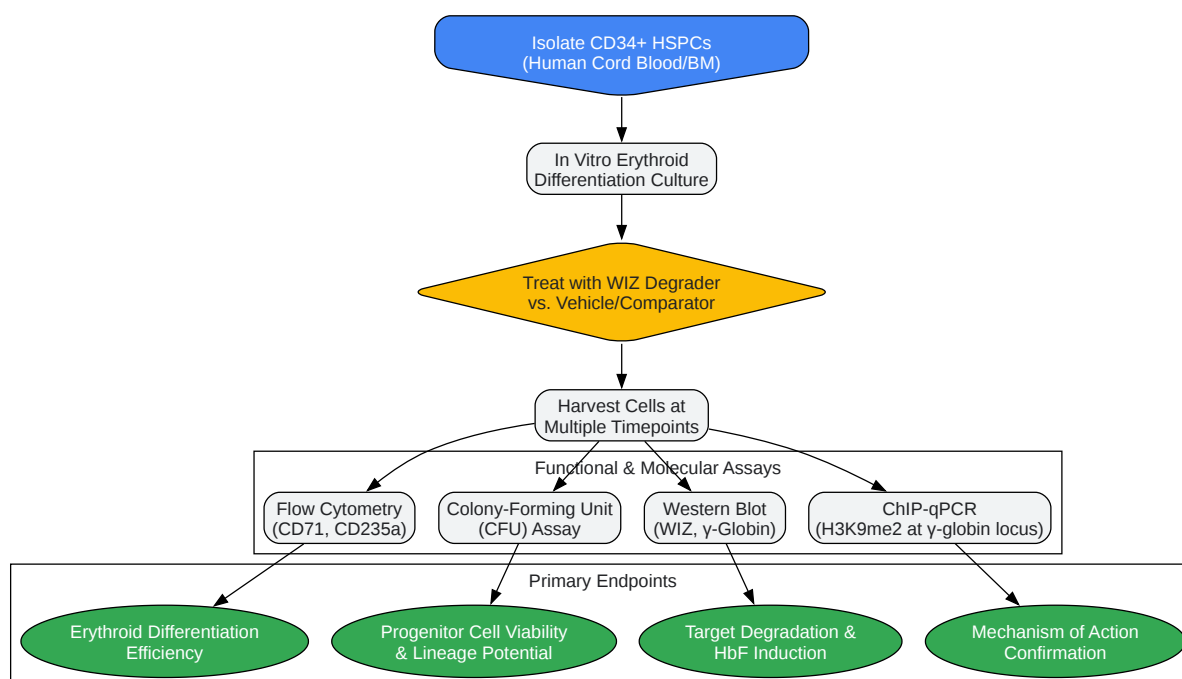 Isolate CD34+ HSPCs
(Human Cord Blood/BM)
In Vitro Erythroid
Differentiation Culture
Treat with WIZ Degrader
vs. Vehicle/Comparator
Harvest Cells at
Multiple Timepoints
Functional & Molecular Assays
Flow Cytometry
(CD71, CD235a)
Colony-Forming Unit
(CFU) Assay
Western Blot
(WIZ, γ-Globin)
ChIP-qPCR
(H3K9me2 at γ-globin locus)
Primary Endpoints
Erythroid Differentiation
Efficiency
Progenitor Cell Viability
& Lineage Potential
Target Degradation &
HbF Induction
Mechanism of Action
Confirmation